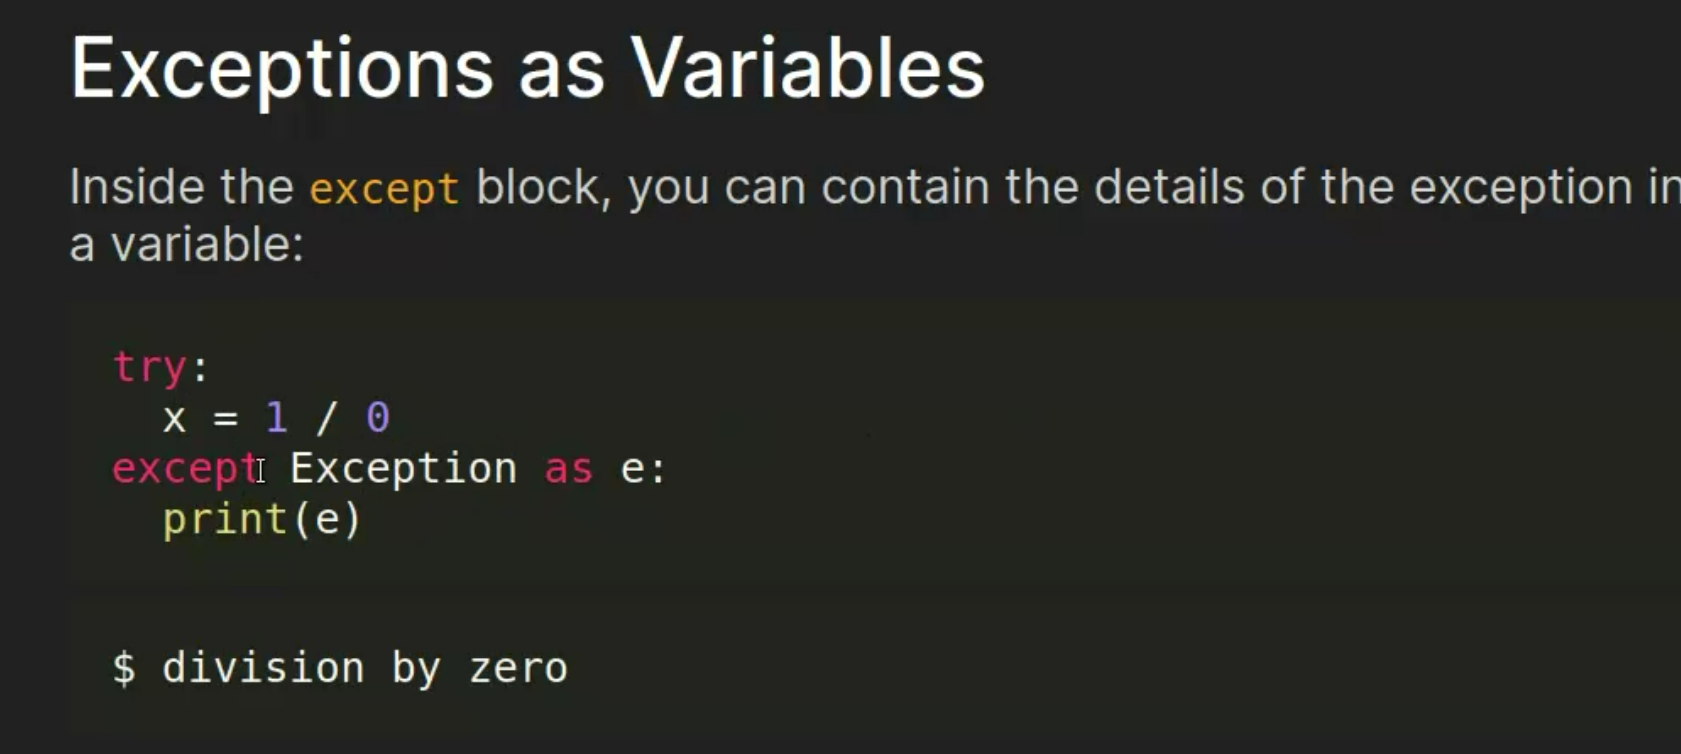 Exceptions as Variables
Inside the except block, you can contain the details of the exception in
a variable:
try:
  x = 1 / 0
except Exception as e:
  print(e)
$ division by zero